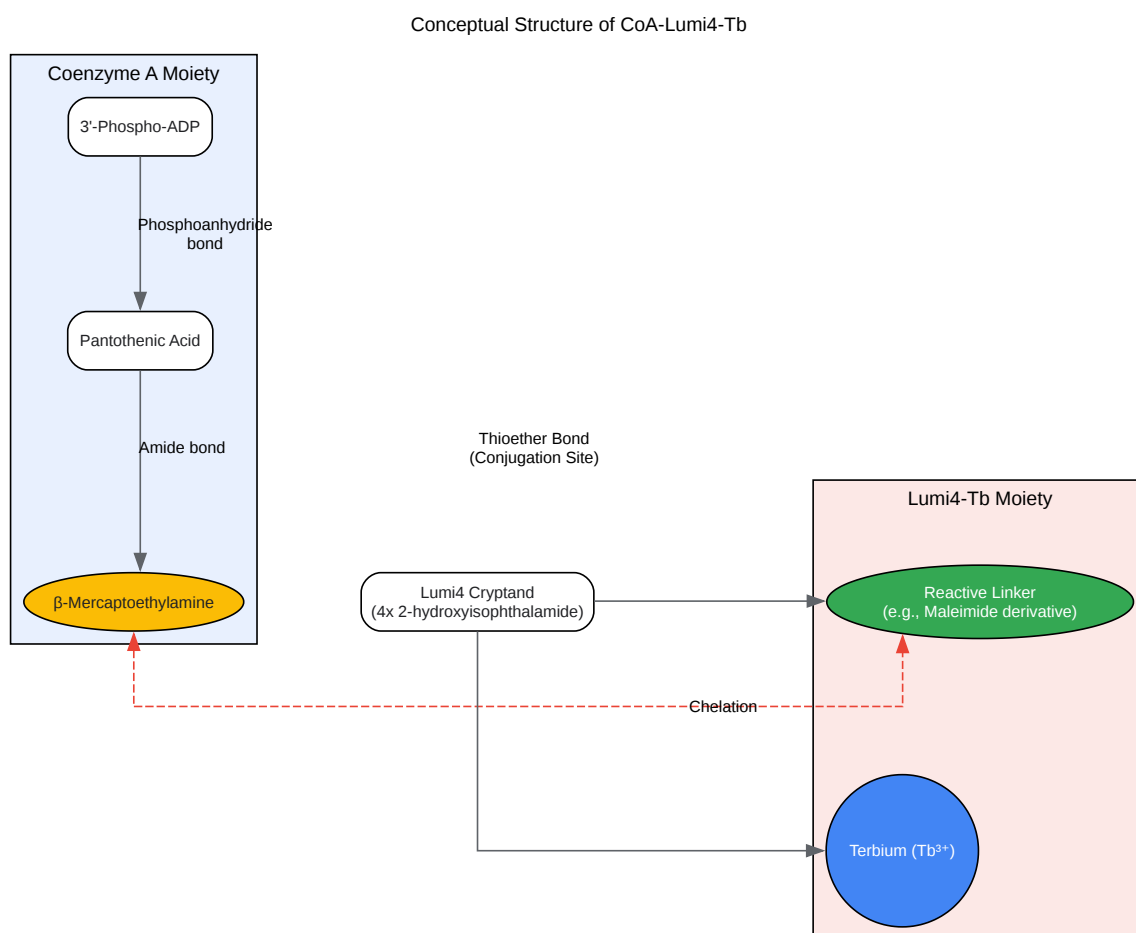 Conceptual Structure of CoA-Lumi4-Tb
Coenzyme A Moiety
3'-Phospho-ADP
Phosphoanhydride
bond
Pantothenic Acid
Amide bond
β-Mercaptoethylamine
Thioether Bond
(Conjugation Site)
Lumi4 Cryptand
(4x 2-hydroxyisophthalamide)
Lumi4-Tb Moiety
Reactive Linker
(e.g., Maleimide derivative)
Chelation
Terbium (Tb³⁺)